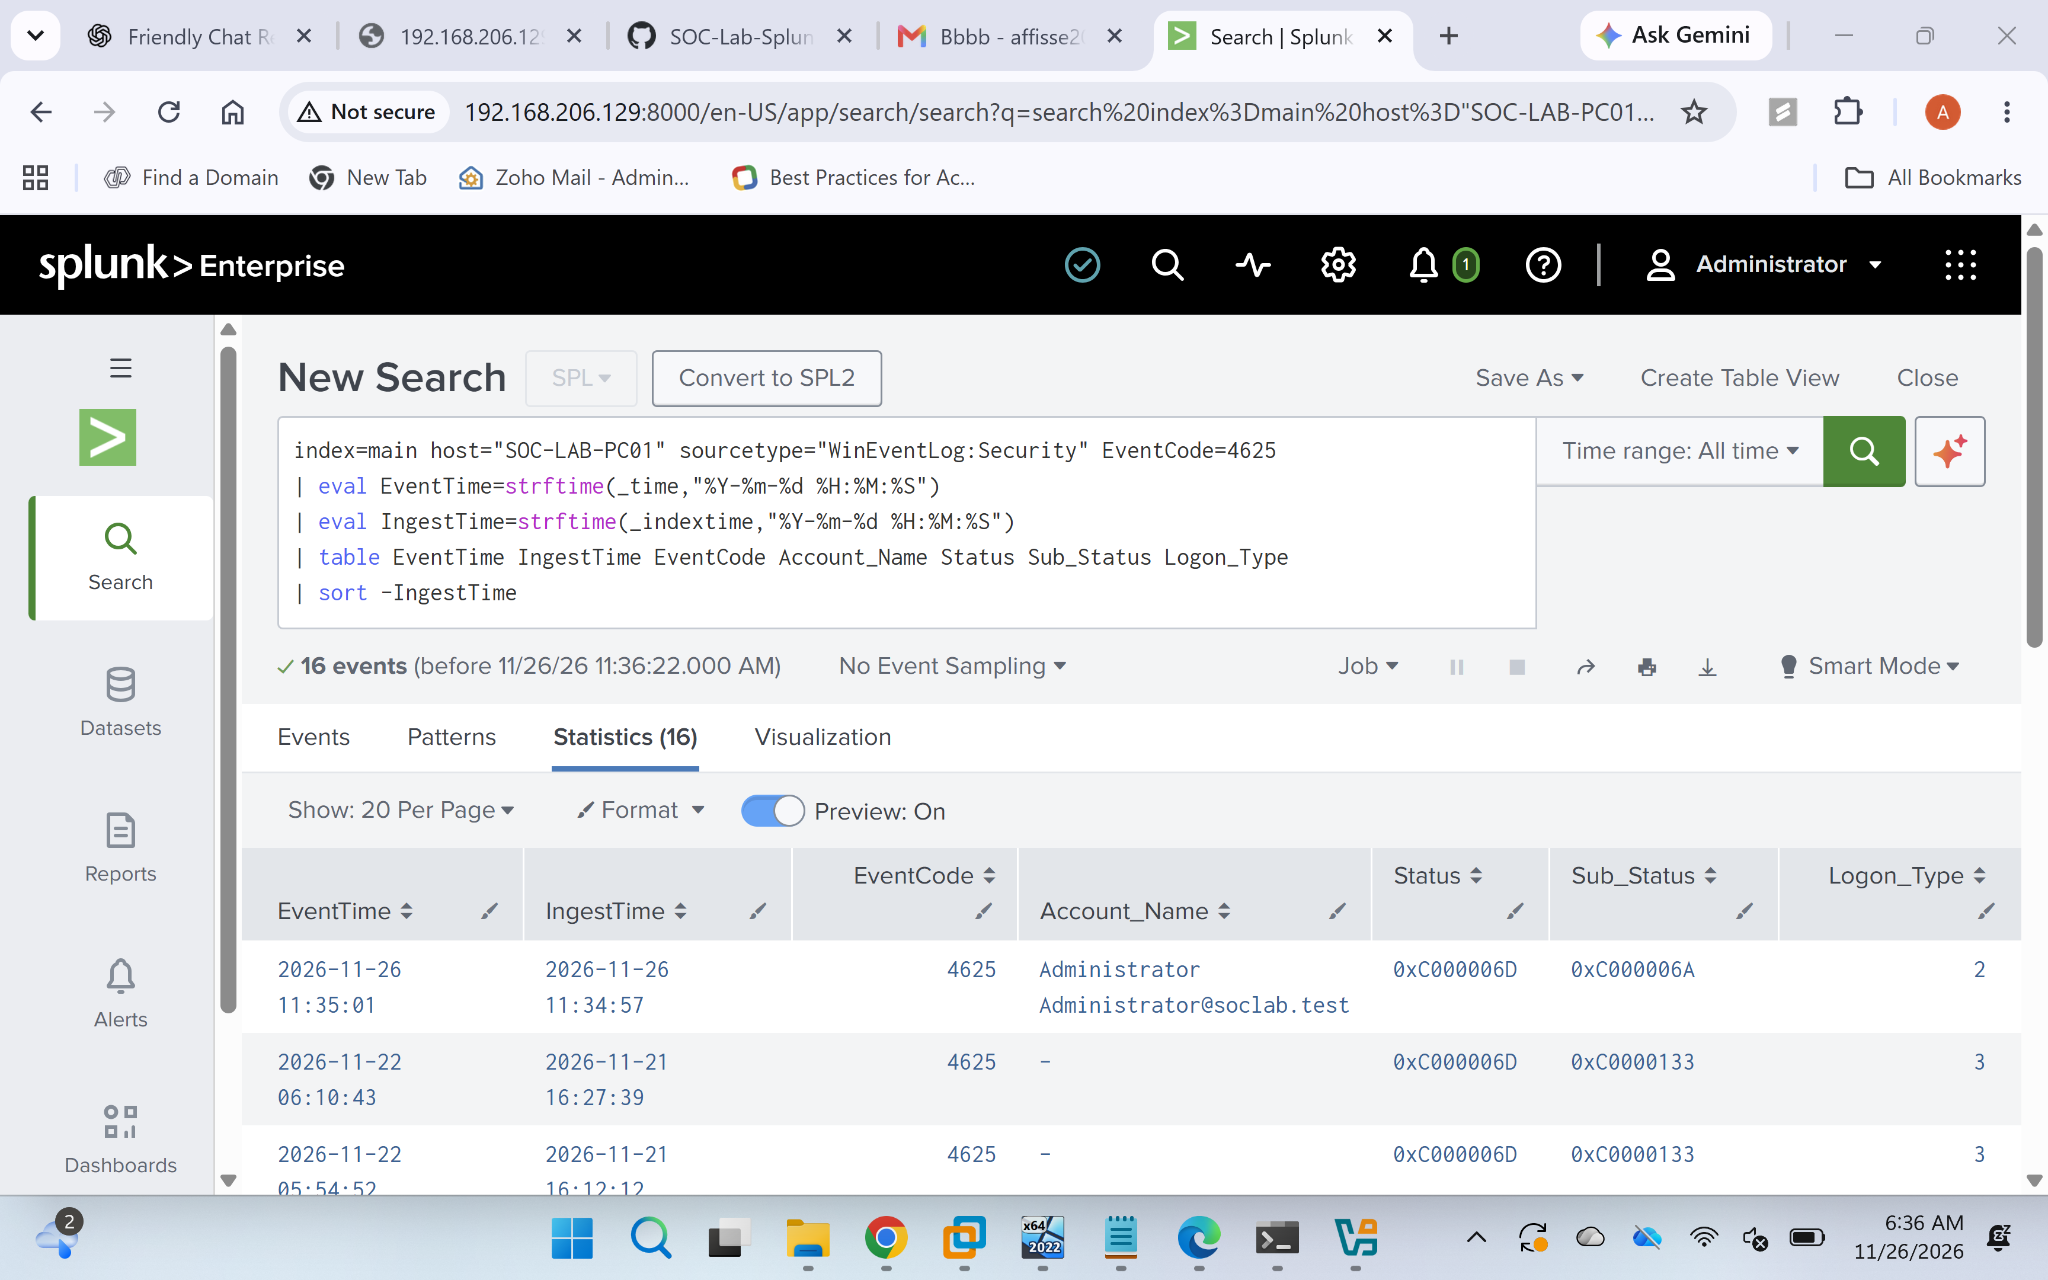 Friendly Chat Re
192.168.206.129
SOC-Lab-Splun
Bbbb - affisse20
Search | Splunk
Ask Gemini
Not secure
192.168.206.129:8000/en-US/app/search/search?q=search%20index%3Dmain%20host%3D"SOC-LAB-PC01...
A
Find a Domain
New Tab
Zoho Mail - Admin...
Best Practices for Ac...
All Bookmarks
splunk> Enterprise
1
Administrator
New Search
SPL
Convert to SPL2
Save As
Create Table View
Close
index=main host="SOC-LAB-PC01" sourcetype="WinEventLog:Security" EventCode=4625
| eval EventTime=strftime(_time,"%Y-%m-%d %H:%M:%S")
| eval IngestTime=strftime(_indextime,"%Y-%m-%d %H:%M:%S")
| table EventTime IngestTime EventCode Account_Name Status Sub_Status Logon_Type
| sort -IngestTime
Time range: All time
Search
Datasets
Reports
Alerts
Dashboards
16 events (before 11/26/26 11:36:22.000 AM)
No Event Sampling
Job
Smart Mode
Events
Patterns
Statistics (16)
Visualization
Show: 20 Per Page
Format
Preview: On
EventTime
IngestTime
EventCode
Account_Name
Status
Sub_Status
Logon_Type
2026-11-26 11:35:01
2026-11-26 11:34:57
4625
Administrator
Administrator@soclab.test
0xC000006D
0xC000006A
2
2026-11-22 06:10:43
2026-11-21 16:27:39
4625
-
0xC000006D
0xC0000133
3
2026-11-22 05:54:52
2026-11-21 16:12:12
4625
-
0xC000006D
0xC0000133
3
2
x64
2022
6:36 AM
11/26/2026